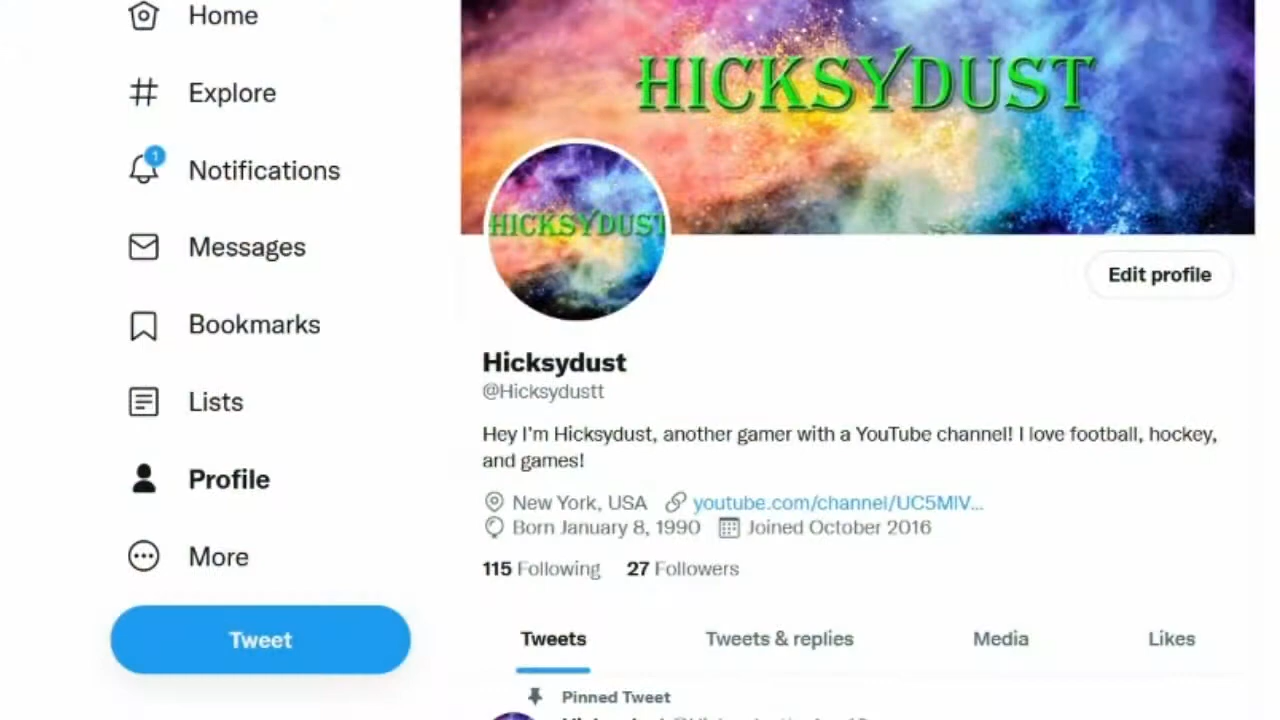 Home
Explore
1
Notifications
Messages
Bookmarks
Lists
Profile
More
Tweet
HICKSYDUST
HICKSYDUST
Edit profile
Hicksydust
@Hicksydustt
Hey I'm Hicksydust, another gamer with a YouTube channel! I love football, hockey,
and games!
New York, USA youtube.com/channel/UC5MlV...
Born January 8, 1990 Joined October 2016
115 Following 27 Followers
Tweets Tweets & replies Media Likes
Pinned Tweet